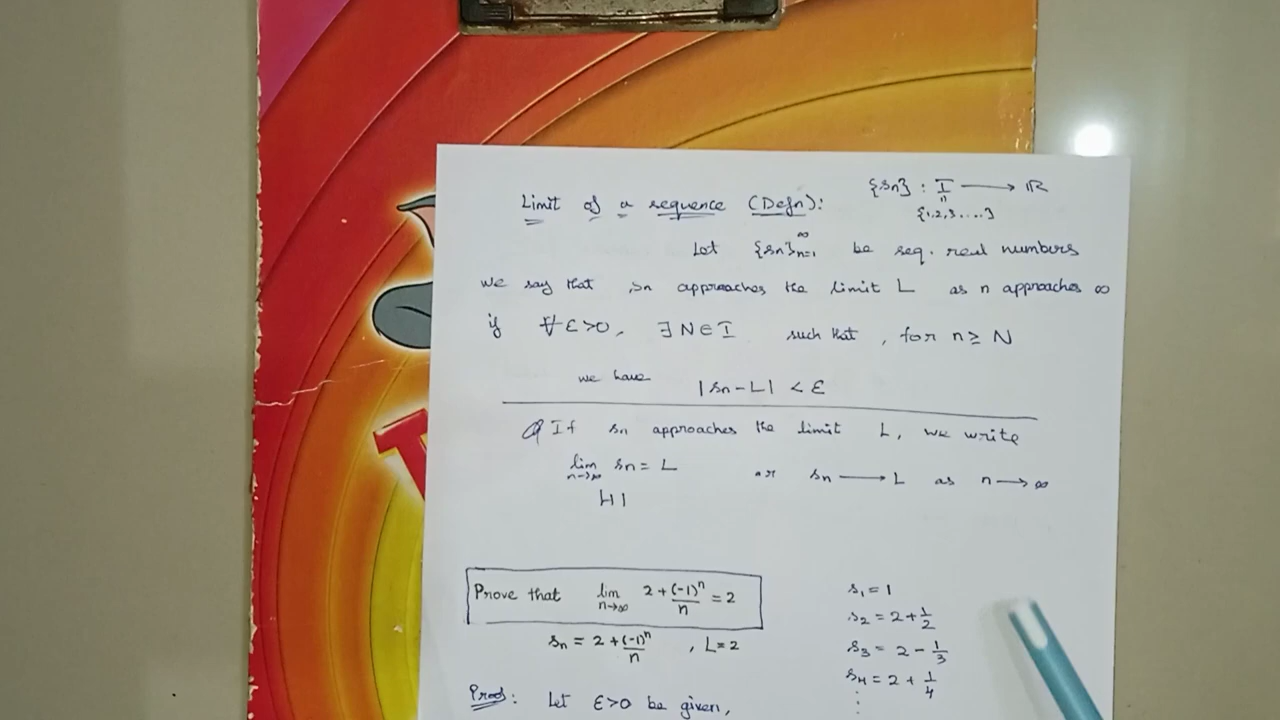 Limit of a sequence (Defn): {sn} : I ⟶ R
n
{1,2,3....}
Let {sn}∞n=1 be seq. real numbers
we say that sn approaches the limit L as n approaches ∞
if ∀ε>0, ∃N∈I such that, for n≥N
we have |sn-L| <ε
If sn approaches the limit L, we write
lim n→∞ sn = L or sn ⟶ L as n⟶∞
Prove that lim n→∞ 2+(-1)^n/n = 2
s1 = 1
s2 = 2+1/2
sn = 2+(-1)^n/n , L=2
s3 = 2-1/3
s4 = 2+1/4
⋮
Proof: Let ε>0 be given,